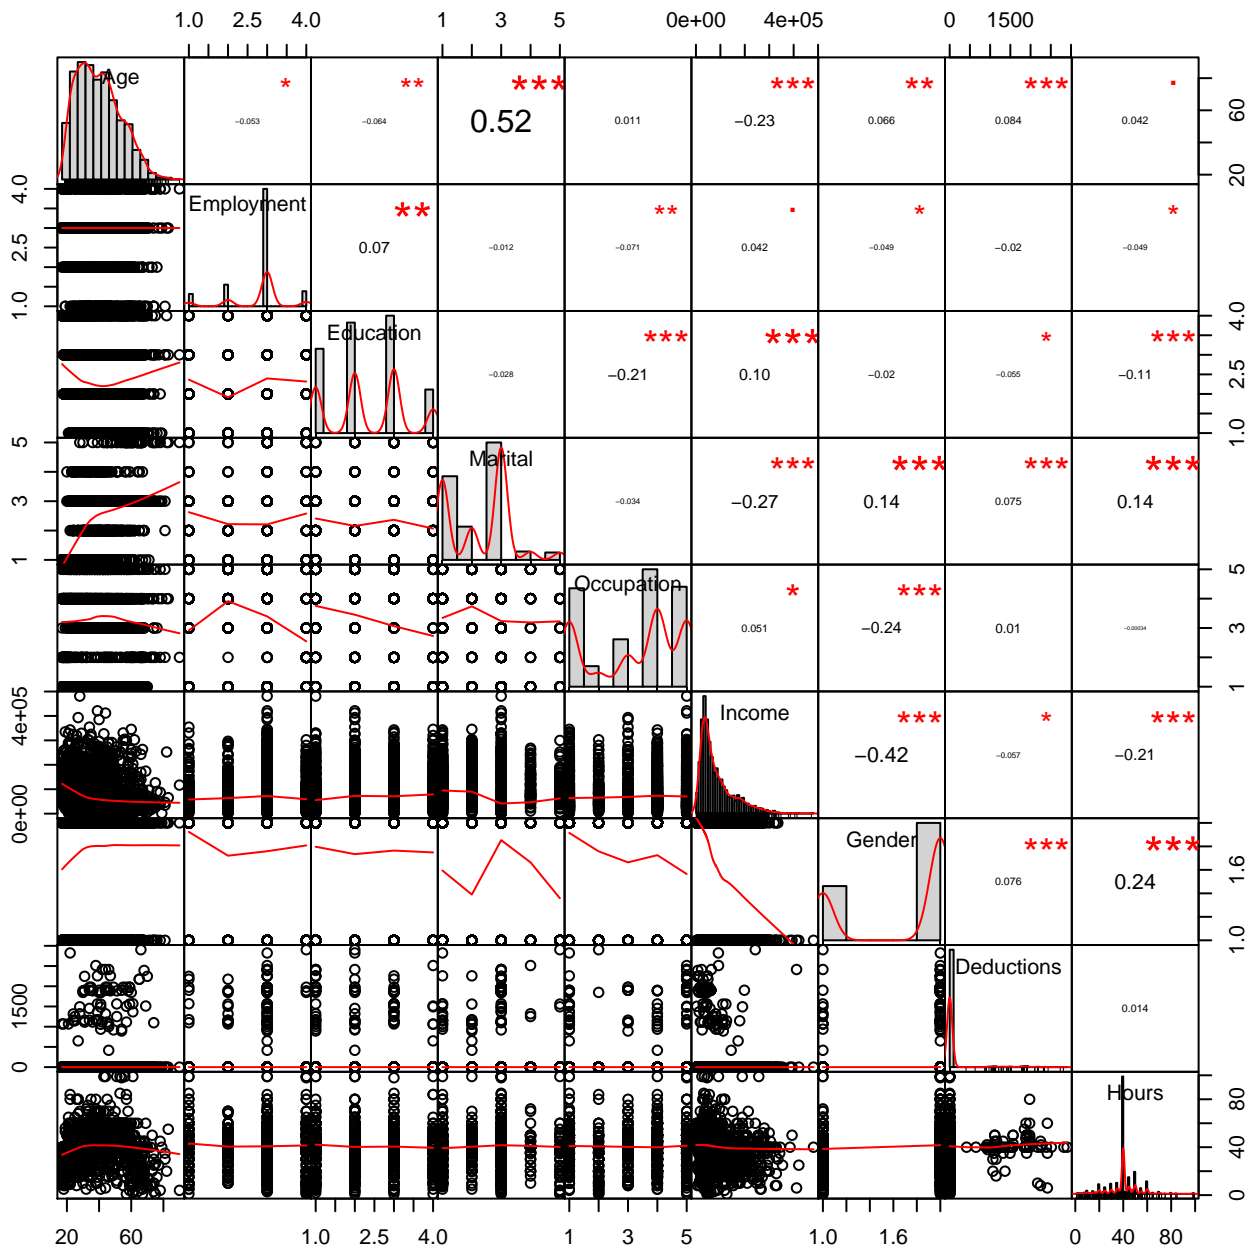 1.0 2.5 4.0 1 3 5 0e+00 4e+05 0 1500
Age * ** *** *** ** *** .
−0.053 −0.064 0.52 0.011 −0.23 0.066 0.084 0.042
20 60
Employment ** ** . * *
0.07 −0.012 −0.071 0.042 −0.049 −0.02 −0.049
1.0 2.5 4.0
Education *** *** * ***
−0.028 −0.21 0.10 −0.02 −0.055 −0.11
1.0 2.5 4.0
Marital *** *** *** ***
−0.034 −0.27 0.14 0.075 0.14
1 3 5
Occupation * ***
0.051 −0.24 0.01 −0.00034
1 3 5
Income *** * ***
−0.42 −0.057 −0.21
0e+00 4e+05
Gender *** ***
0.076 0.24
1.0 1.6
Deductions
0.014
0 1500
Hours
0 40 80
20 60 1.0 2.5 4.0 1 3 5 1.0 1.6 0 40 80